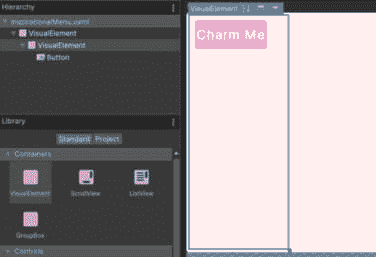 Hierarchy
InspirationalMenu.uxml
VisualElement
VisualElement
Button
Library
Standard Project
Containers
VisualElement
ScrollView
ListView
GroupBox
Controls
VisualElement
Charm Me